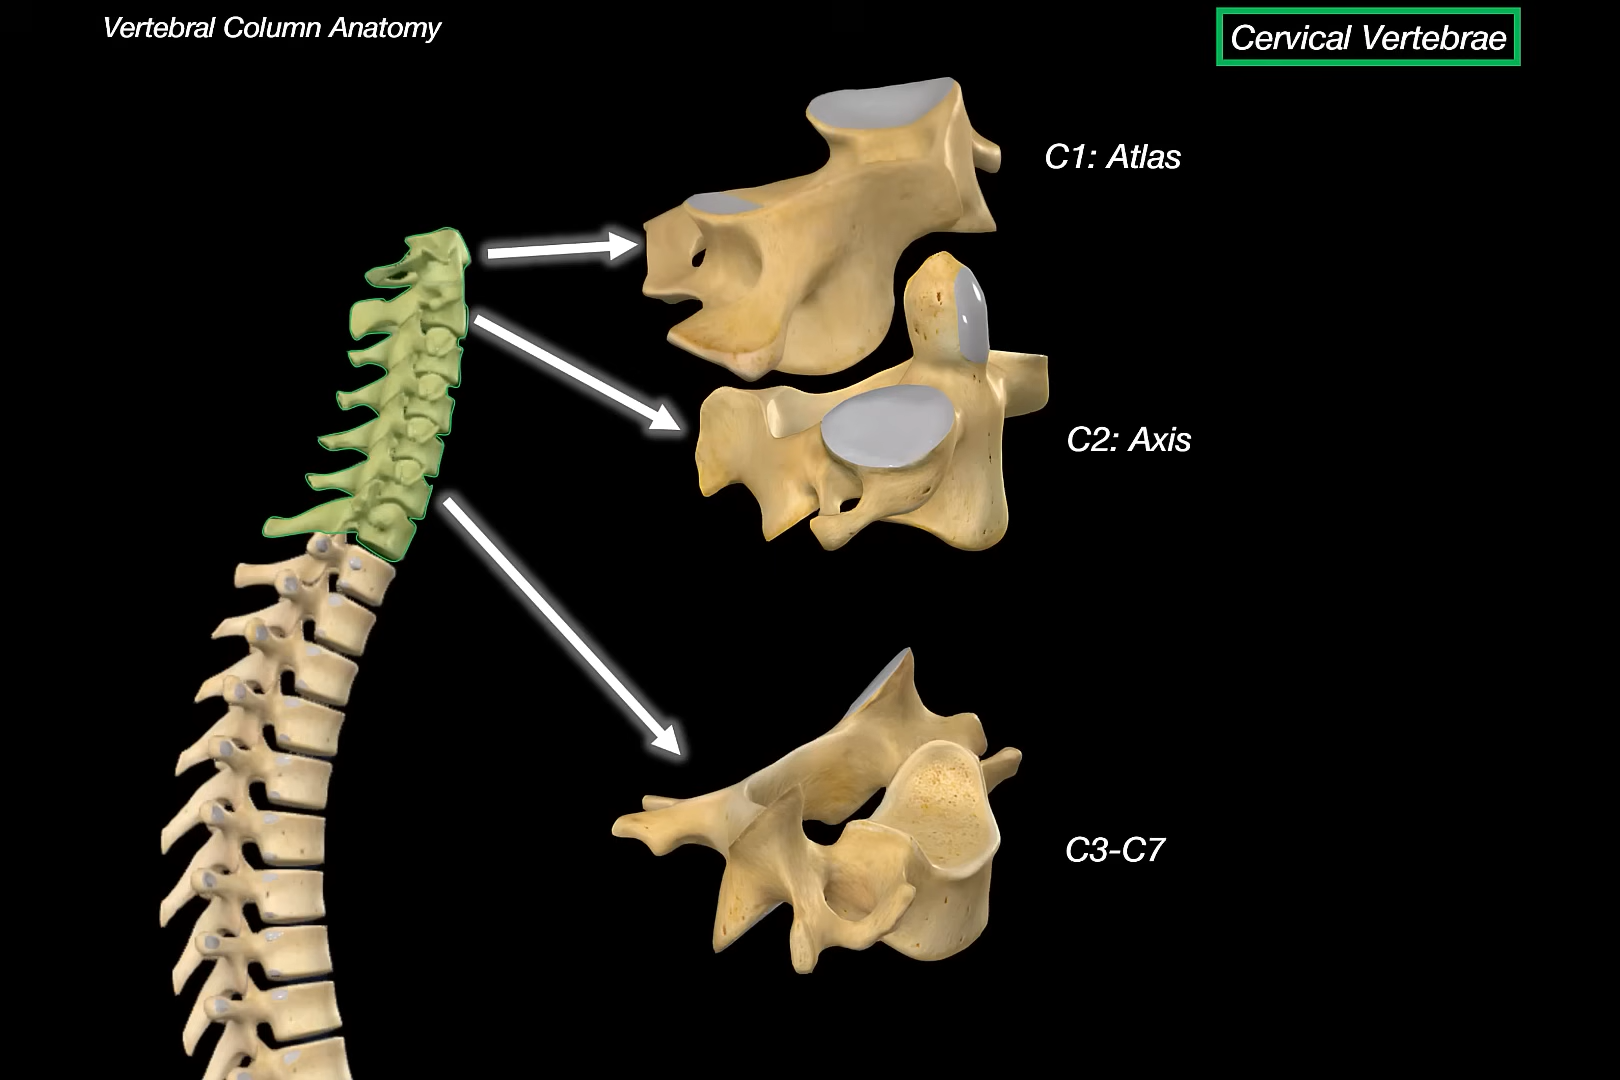 Vertebral Column Anatomy
Cervical Vertebrae
C1: Atlas
C2: Axis
C3-C7